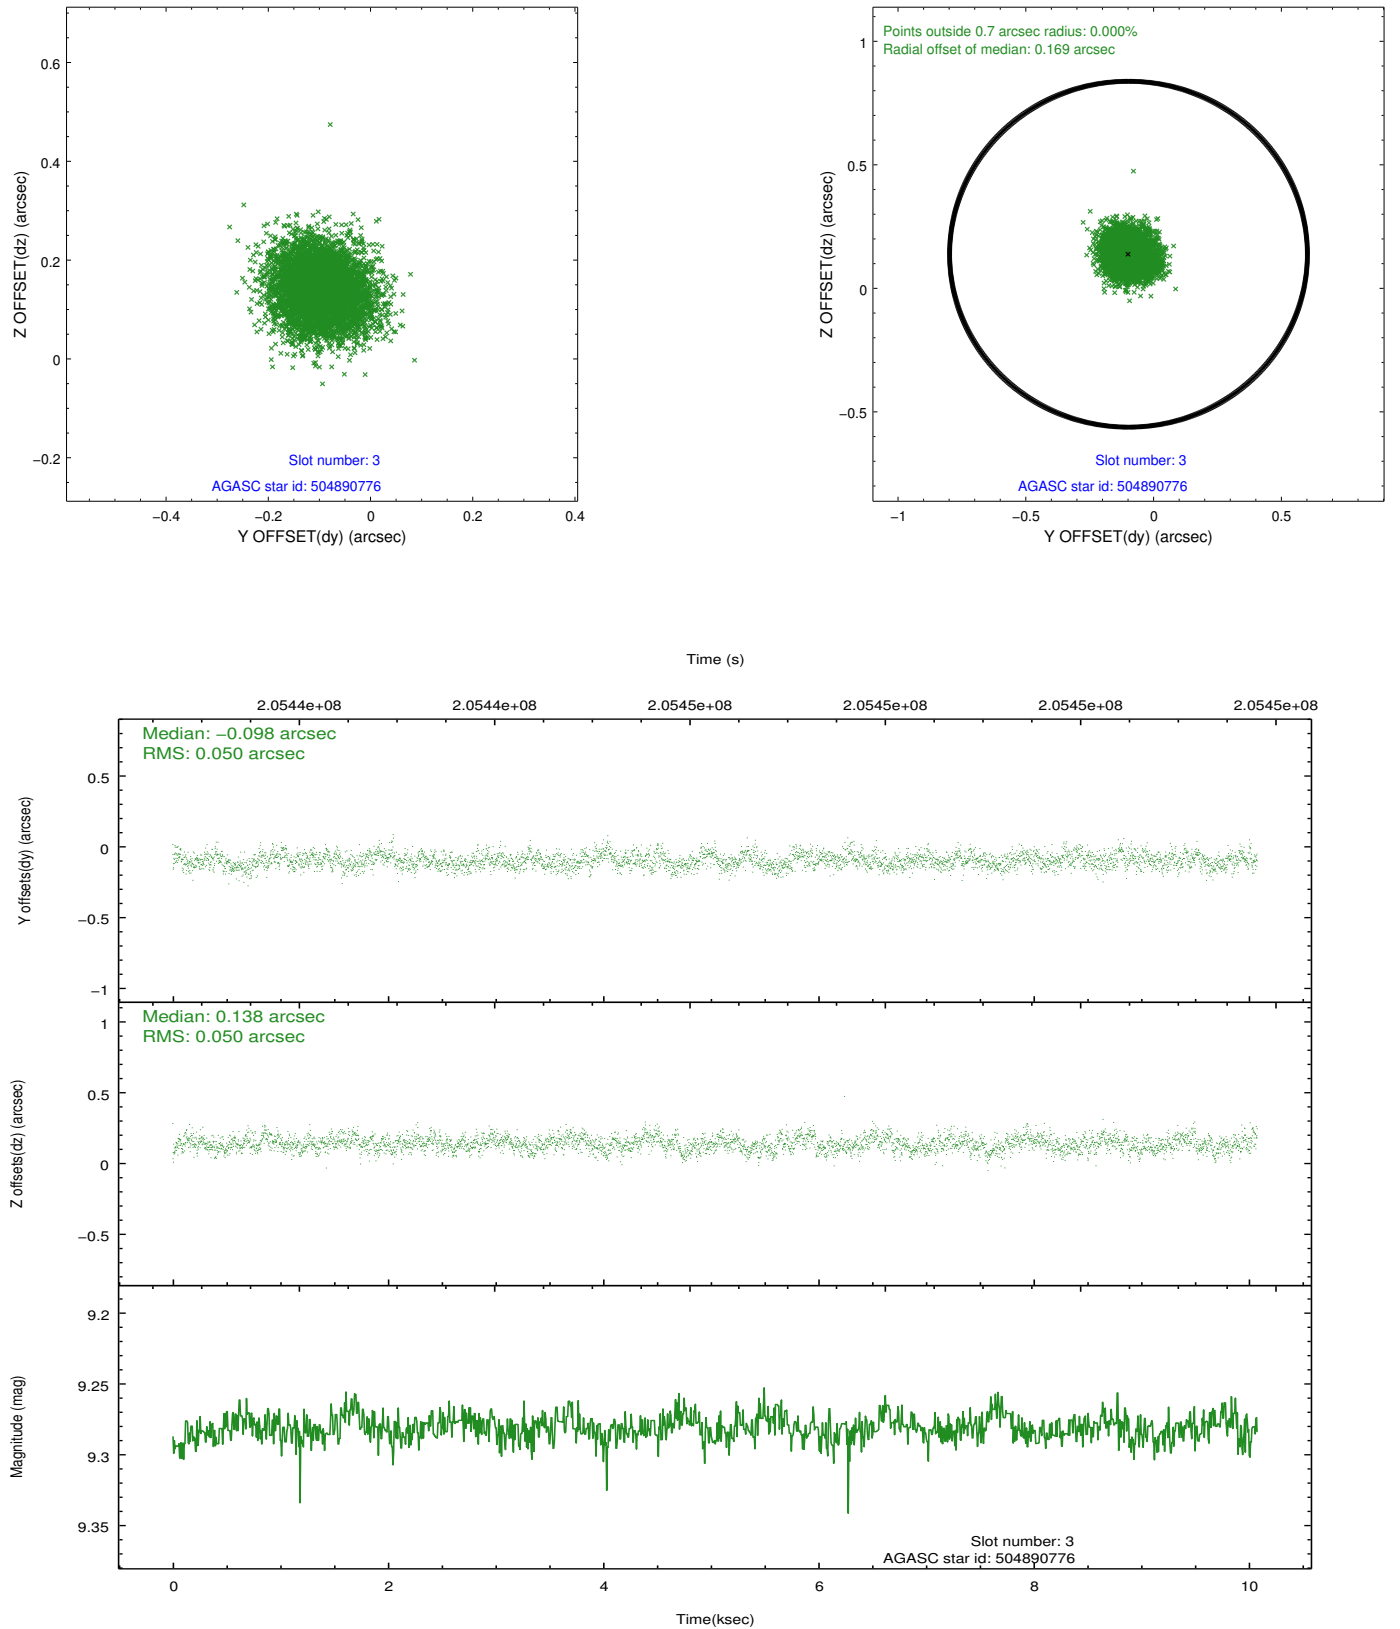 0.6
0.4
0.2
0
−0.2
Z OFFSET(dz) (arcsec)
Slot number: 3
AGASC star id: 504890776
−0.4 −0.2 0 0.2 0.4
Y OFFSET(dy) (arcsec)
Points outside 0.7 arcsec radius: 0.000%
Radial offset of median: 0.169 arcsec
1
0.5
0
−0.5
Z OFFSET(dz) (arcsec)
Slot number: 3
AGASC star id: 504890776
−1 −0.5 0 0.5
Y OFFSET(dy) (arcsec)
Time (s)
2.0544e+08 2.0544e+08 2.0545e+08 2.0545e+08 2.0545e+08 2.0545e+08
Median: −0.098 arcsec
RMS: 0.050 arcsec
0.5
0
−0.5
−1
Y offsets(dy) (arcsec)
Median: 0.138 arcsec
RMS: 0.050 arcsec
1
0.5
0
−0.5
Z offsets(dz) (arcsec)
9.2
9.25
9.3
9.35
Magnitude (mag)
Slot number: 3
AGASC star id: 504890776
0 2 4 6 8 10
Time(ksec)